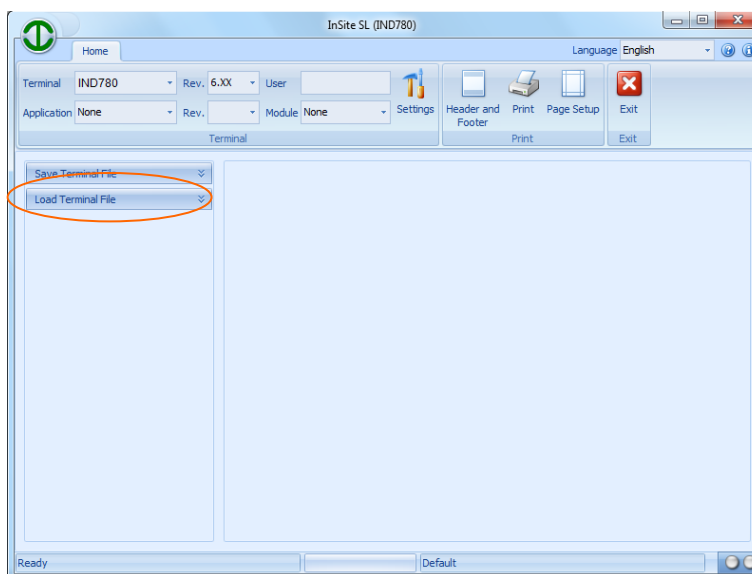 InSite SL (IND780)
Home
Language English
Terminal IND780 Rev. 6.XX User
Application None Rev. Module None
Settings
Header and Footer
Print
Page Setup
Exit
Terminal
Print
Exit
Save Terminal File
Load Terminal File
Ready
Default